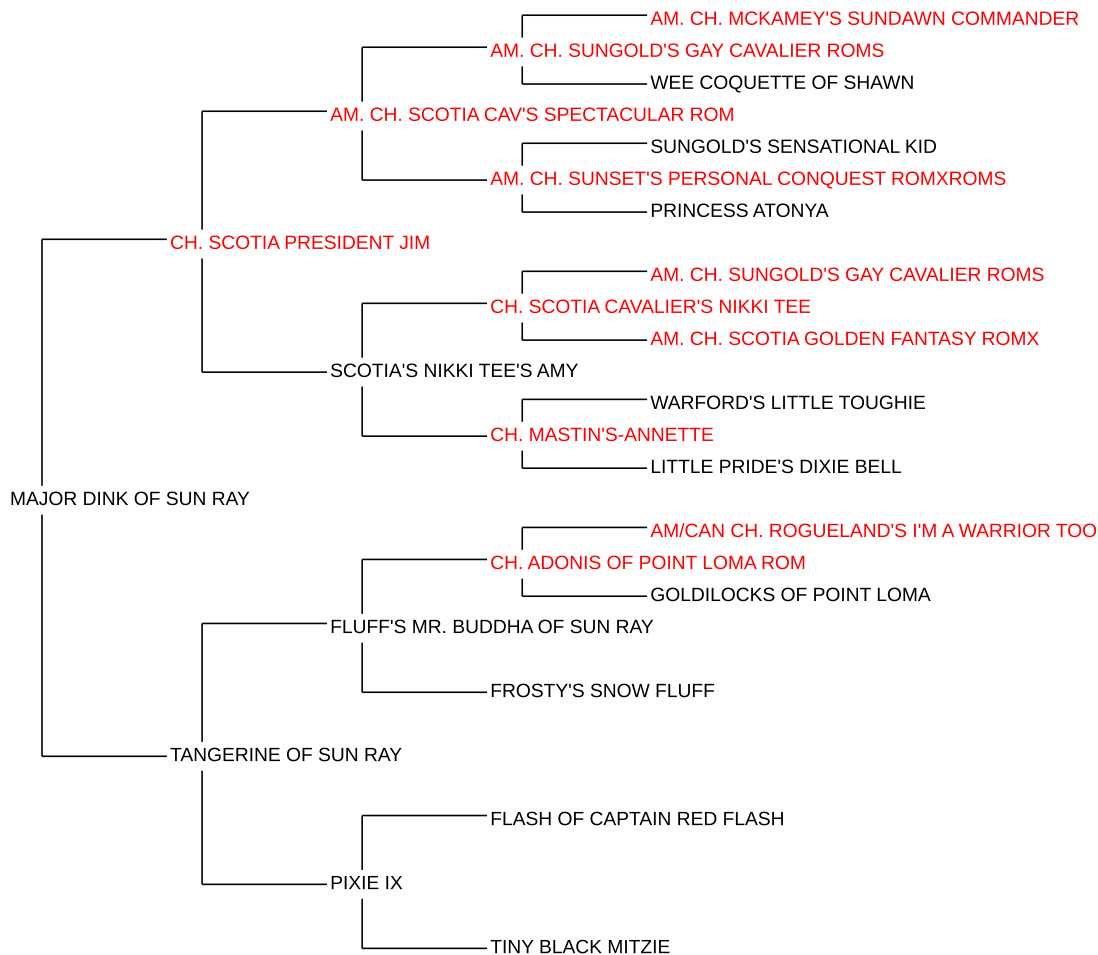 AM. CH. MCKAMEY'S SUNDAWN COMMANDER
AM. CH. SUNGOLD'S GAY CAVALIER ROMS
WEE COQUETTE OF SHAWN
AM. CH. SCOTIA CAV'S SPECTACULAR ROM
SUNGOLD'S SENSATIONAL KID
AM. CH. SUNSET'S PERSONAL CONQUEST ROMXROMS
PRINCESS ATONYA
CH. SCOTIA PRESIDENT JIM
AM. CH. SUNGOLD'S GAY CAVALIER ROMS
CH. SCOTIA CAVALIER'S NIKKI TEE
AM. CH. SCOTIA GOLDEN FANTASY ROMX
SCOTIA'S NIKKI TEE'S AMY
WARFORD'S LITTLE TOUGHIE
CH. MASTIN'S-ANNETTE
LITTLE PRIDE'S DIXIE BELL
MAJOR DINK OF SUN RAY
AM/CAN CH. ROGUELAND'S I'M A WARRIOR TOO
CH. ADONIS OF POINT LOMA ROM
GOLDILOCKS OF POINT LOMA
FLUFF'S MR. BUDDHA OF SUN RAY
FROSTY'S SNOW FLUFF
TANGERINE OF SUN RAY
FLASH OF CAPTAIN RED FLASH
PIXIE IX
TINY BLACK MITZIE